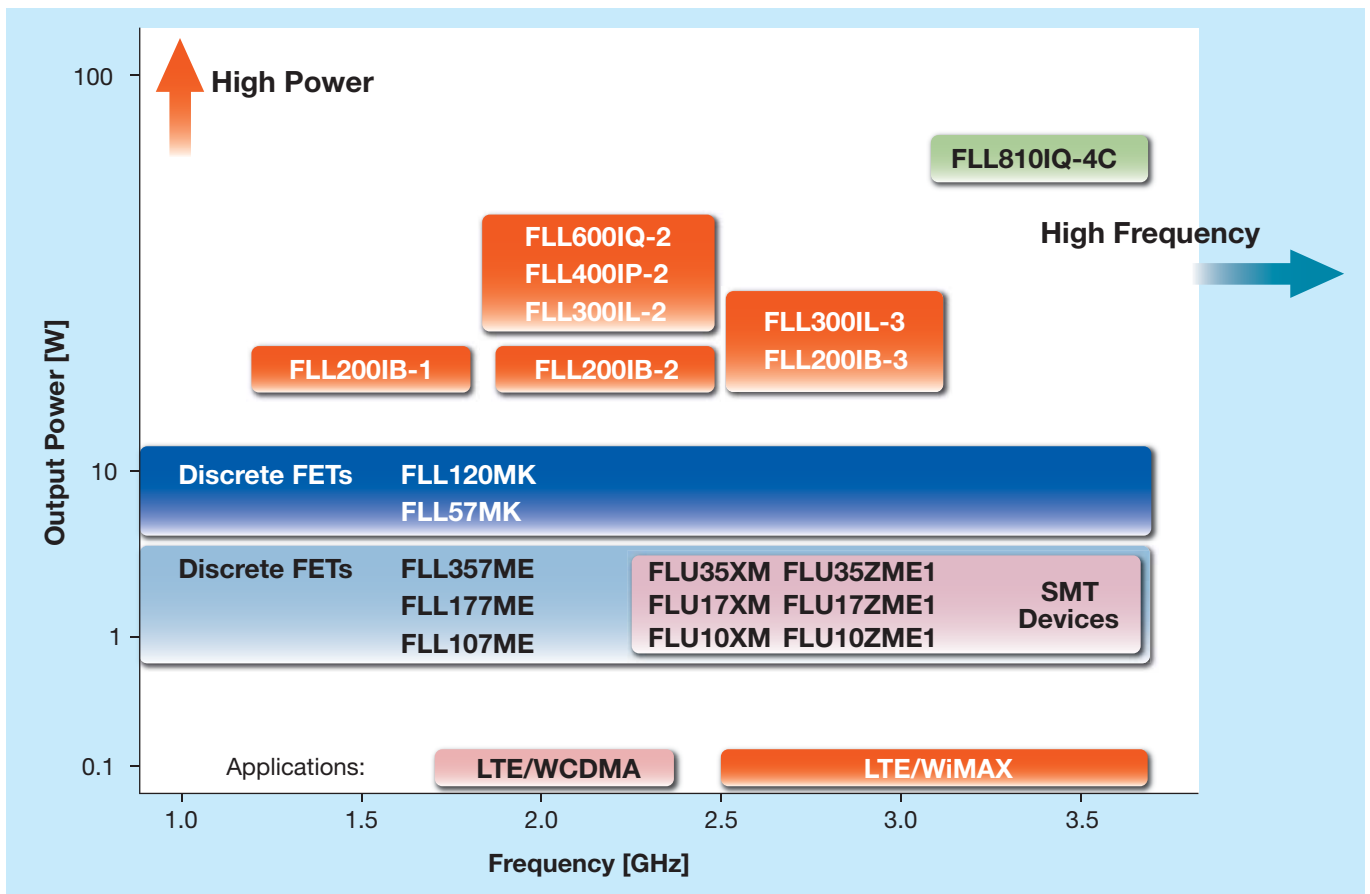 100
High Power
FLL810IQ-4C
High Frequency
FLL600IQ-2
FLL400IP-2
FLL300IL-2
FLL300IL-3
FLL200IB-3
FLL200IB-1
FLL200IB-2
Output Power [W]
10
Discrete FETs FLL120MK
FLL57MK
Discrete FETs FLL357ME
FLL177ME
FLL107ME
FLU35XM FLU35ZME1
FLU17XM FLU17ZME1
FLU10XM FLU10ZME1
SMT
Devices
1
0.1
Applications: LTE/WCDMA LTE/WiMAX
1.0 1.5 2.0 2.5 3.0 3.5
Frequency [GHz]